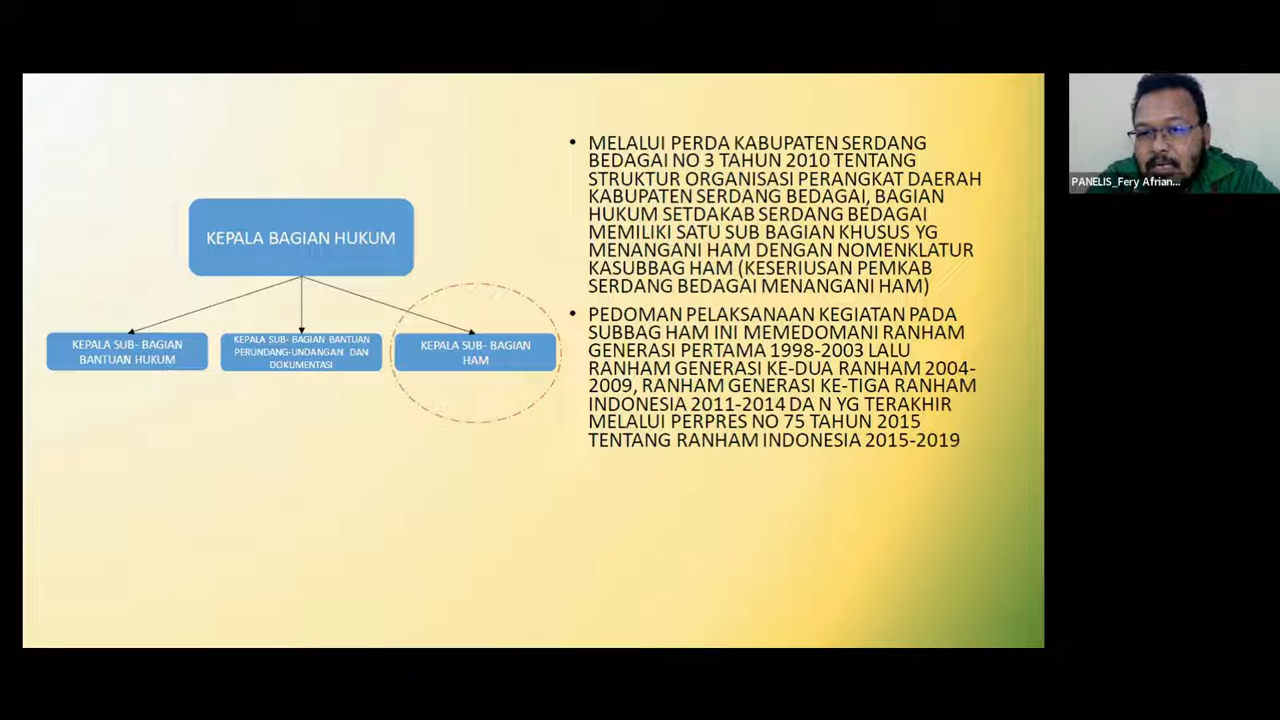 KEPALA BAGIAN HUKUM
KEPALA SUB- BAGIAN
BANTUAN HUKUM
KEPALA SUB- BAGIAN BANTUAN
PERUNDANG-UNDANGAN DAN
DOKUMENTASI
KEPALA SUB- BAGIAN
HAM
• MELALUI PERDA KABUPATEN SERDANG
BEDAGAI NO 3 TAHUN 2010 TENTANG
STRUKTUR ORGANISASI PERANGKAT DAERAH
KABUPATEN SERDANG BEDAGAI, BAGIAN
HUKUM SETDAKAB SERDANG BEDAGAI
MEMILIKI SATU SUB BAGIAN KHUSUS YG
MENANGANI HAM DENGAN NOMENKLATUR
KASUBBAG HAM (KESERIUSAN PEMKAB
SERDANG BEDAGAI MENANGANI HAM)
• PEDOMAN PELAKSANAAN KEGIATAN PADA
SUBBAG HAM INI MEMEDOMANI RANHAM
GENERASI PERTAMA 1998-2003 LALU
RANHAM GENERASI KE-DUA RANHAM 2004-
2009, RANHAM GENERASI KE-TIGA RANHAM
INDONESIA 2011-2014 DA N YG TERAKHIR
MELALUI PERPRES NO 75 TAHUN 2015
TENTANG RANHAM INDONESIA 2015-2019
PANELIS_Fery Afrian...